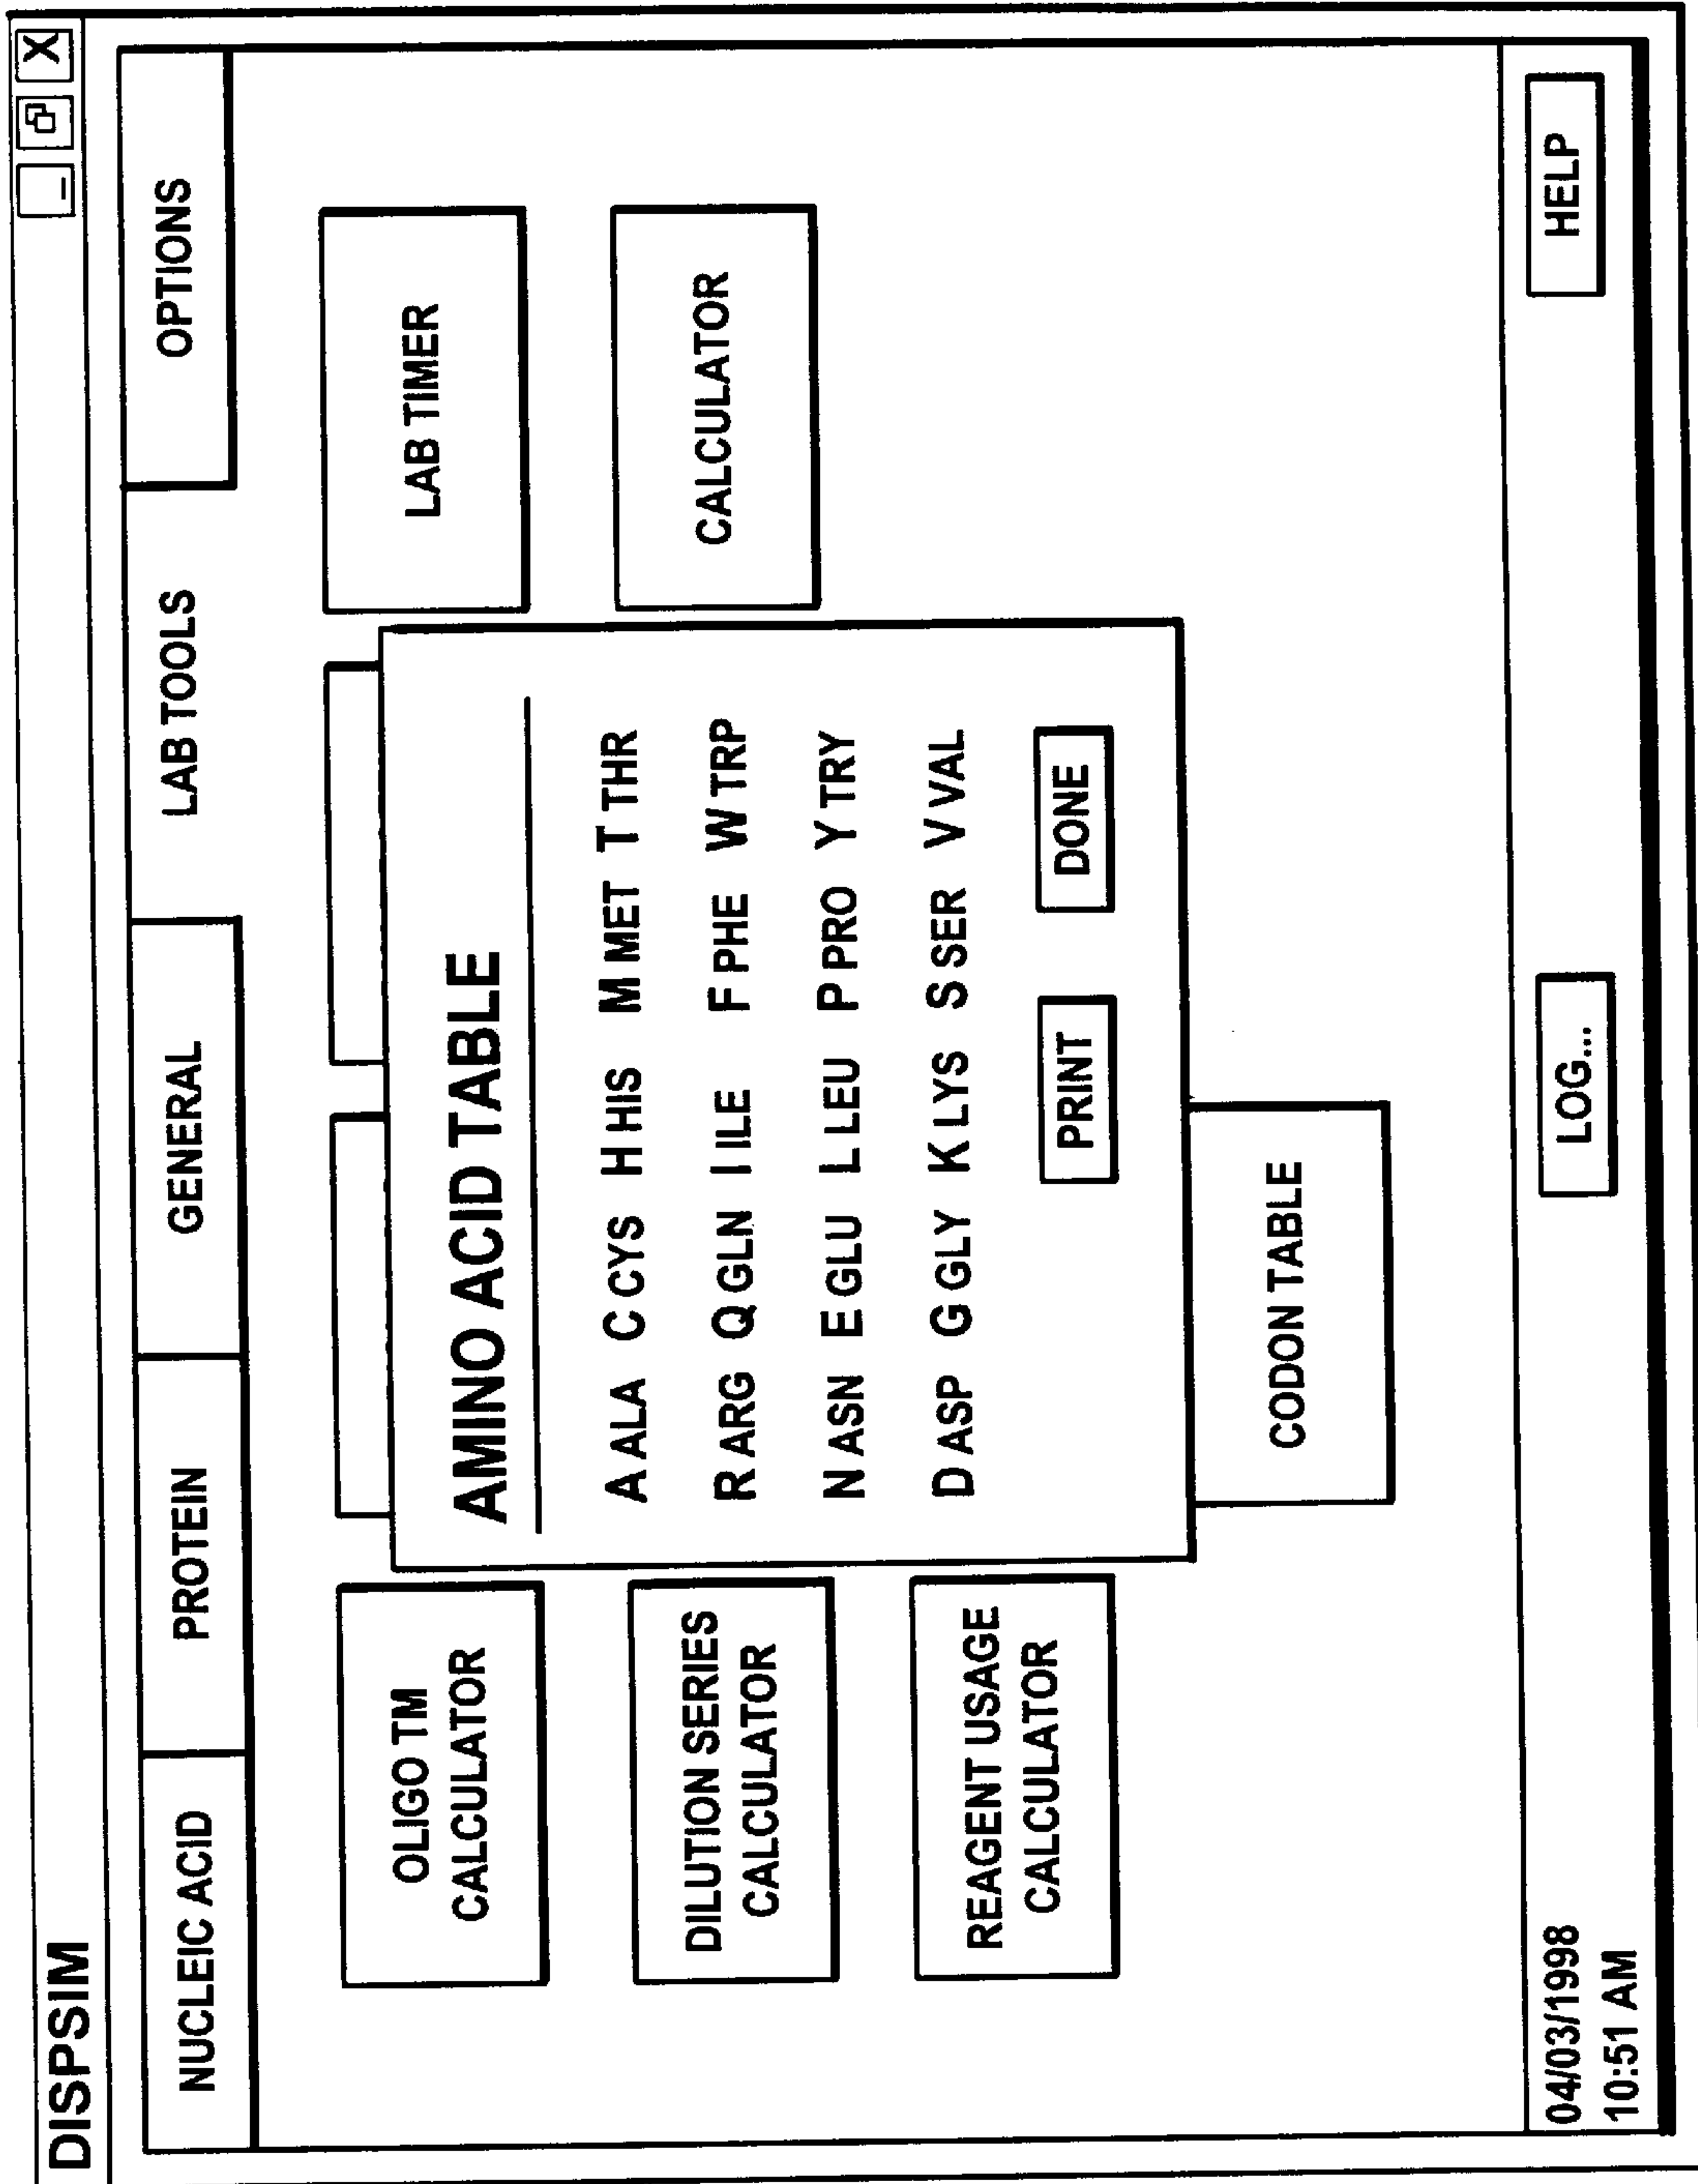 DISPSIM
NUCLEIC ACID
PROTEIN
GENERAL
LAB TOOLS
OPTIONS
OLIGO TM
CALCULATOR
DILUTION SERIES
CALCULATOR
REAGENT USAGE
CALCULATOR
AMINO ACID TABLE
A ALA C CYS H HIS M MET T THR
R ARG Q GLN I ILE F PHE W TRP
N ASN E GLU L LEU P PRO Y TRY
D ASP G GLY K LYS S SER V VAL
PRINT
DONE
CODON TABLE
LAB TIMER
CALCULATOR
04/03/1998
10:51 AM
LOG...
HELP